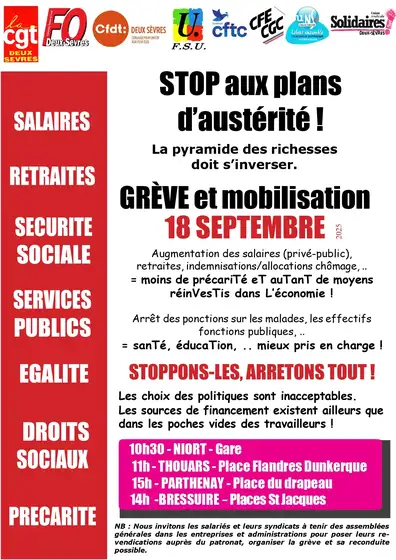 la
cgt
DEUX
SÈVRES
FO
Deux Sèvres
Cfdt:
DEUX SÈVRES
F.S.U.
cftc
CFE
CGC
Solidaires
DEUX-SÈVRES
STOP aux plans
d'austérité !
La pyramide des richesses
doit s'inverser.
GRÈVE et mobilisation
18 SEPTEMBRE
2025
Augmentation des salaires (privé-public),
retraites, indemnisations/allocations chômage, ..
= moins de précariTé eT auTanT de moyens
réinVesTis dans L'économie !
Arrêt des ponctions sur les malades, les effectifs
fonctions publiques, ..
= sanTé, éducaTion, .. mieux pris en charge !
STOPPONS-LES, ARRETONS TOUT !
Les choix des politiques sont inacceptables.
Les sources de financement existent ailleurs que
dans les poches vides des travailleurs !
10h30 - NIORT - Gare
11h - THOUARS - Place Flandres Dunkerque
15h - PARTHENAY - Place du drapeau
14h -BRESSUIRE – Places St Jacques
NB : Nous invitons les salariés et leurs syndicats à tenir des assemblées
générales dans les entreprises et administrations pour poser leurs re-
vendications auprès du patronat, organiser la grève et sa reconduite
possible.
SALAIRES
RETRAITES
SECURITE
SOCIALE
SERVICES
PUBLICS
EGALITE
DROITS
SOCIAUX
PRECARITE